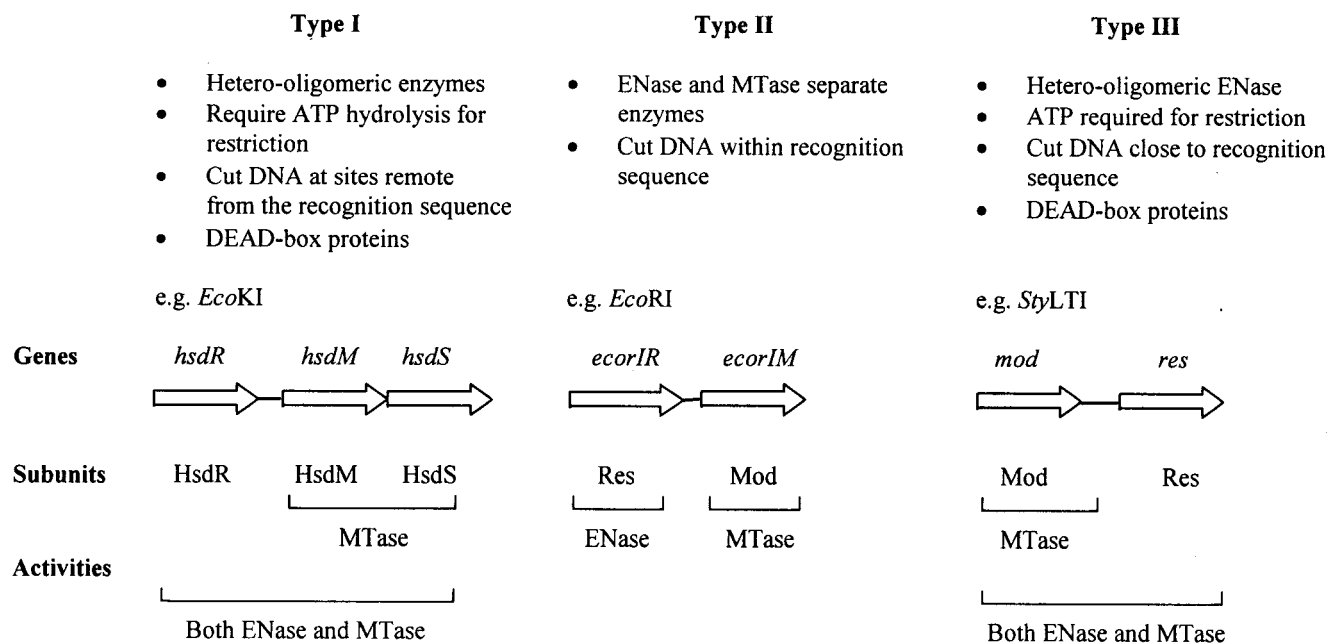 Type I
• Hetero-oligomeric enzymes
• Require ATP hydrolysis for
restriction
• Cut DNA at sites remote
from the recognition sequence
• DEAD-box proteins
e.g. EcoKI
Type II
• ENase and MTase separate
enzymes
• Cut DNA within recognition
sequence
e.g. EcoRI
Type III
• Hetero-oligomeric ENase
• ATP required for restriction
• Cut DNA close to recognition
sequence
• DEAD-box proteins
e.g. StyLTI
Genes hsdR hsdM hsdS ecorIR ecorIM mod res
Subunits HsdR HsdM HsdS Res Mod Mod Res
MTase ENase MTase MTase
Activities
Both ENase and MTase Both ENase and MTase